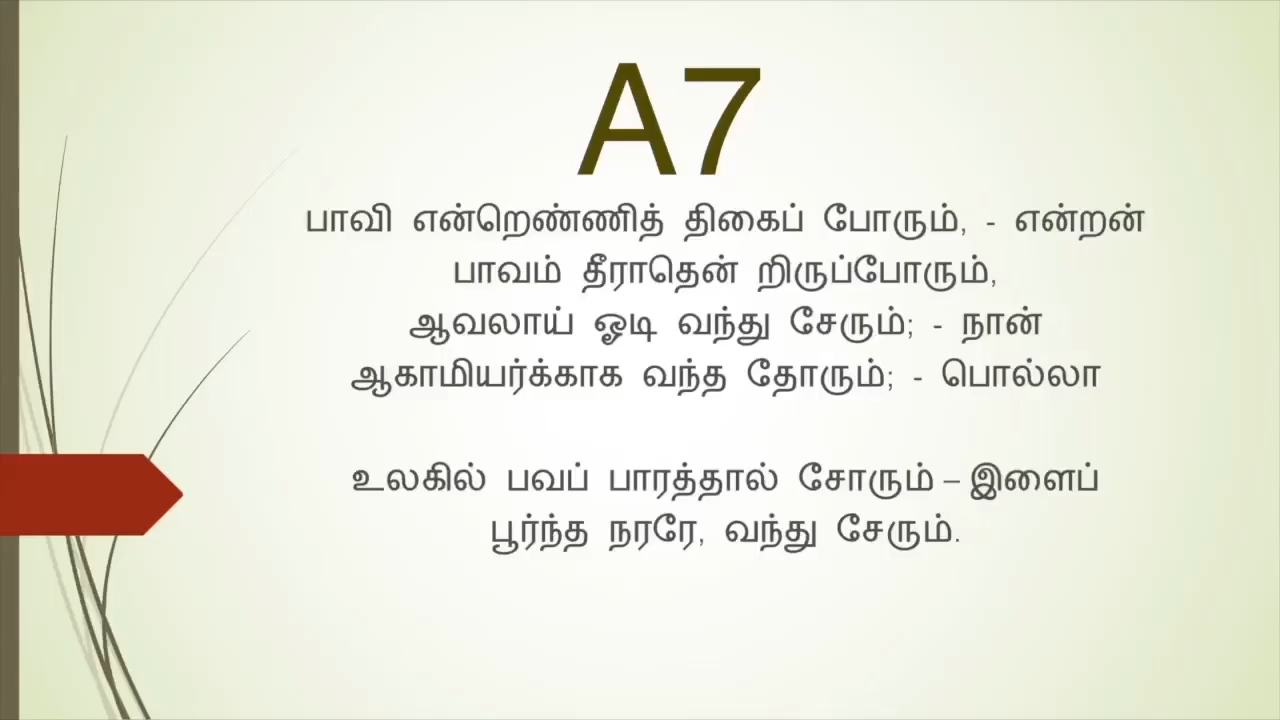 A7
பாவி என்றெண்ணித் திகைப் போரும், - என்றன்
பாவம் தீராதென் றிருப்போரும்,
ஆவலாய் ஓடி வந்து சேரும்; - நான்
ஆகாமியர்க்காக வந்த தோரும்; - பொல்லா
உலகில் பவப் பாரத்தால் சோரும் – இளைப்
பூர்ந்த நரரே, வந்து சேரும்.